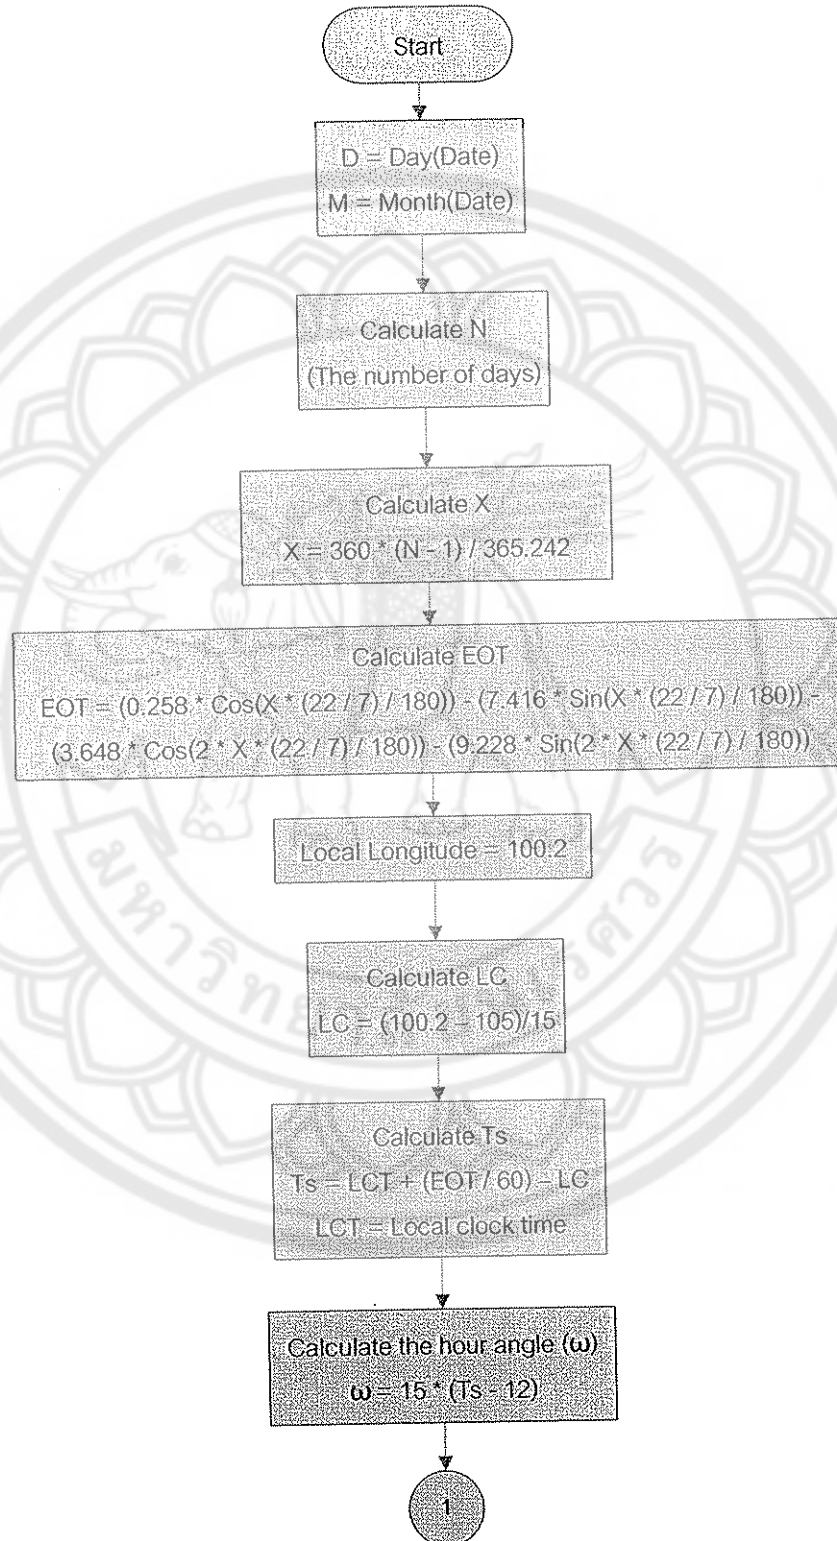 Start
D = Day(Date)
M = Month(Date)
Calculate N
(The number of days)
Calculate X
X = 360 * (N - 1) / 365.242
Calculate EOT
EOT = (0.258 * Cos(X * (22 / 7) / 180)) - (7.416 * Sin(X * (22 / 7) / 180)) -
(3.648 * Cos(2 * X * (22 / 7) / 180)) - (9.228 * Sin(2 * X * (22 / 7) / 180))
Local Longitude = 100.2
Calculate LC
LC = (100.2 – 105)/15
Calculate Ts
Ts = LCT + (EOT / 60) – LC
LCT = Local clock time
Calculate the hour angle (ω)
ω = 15 * (Ts - 12)
1